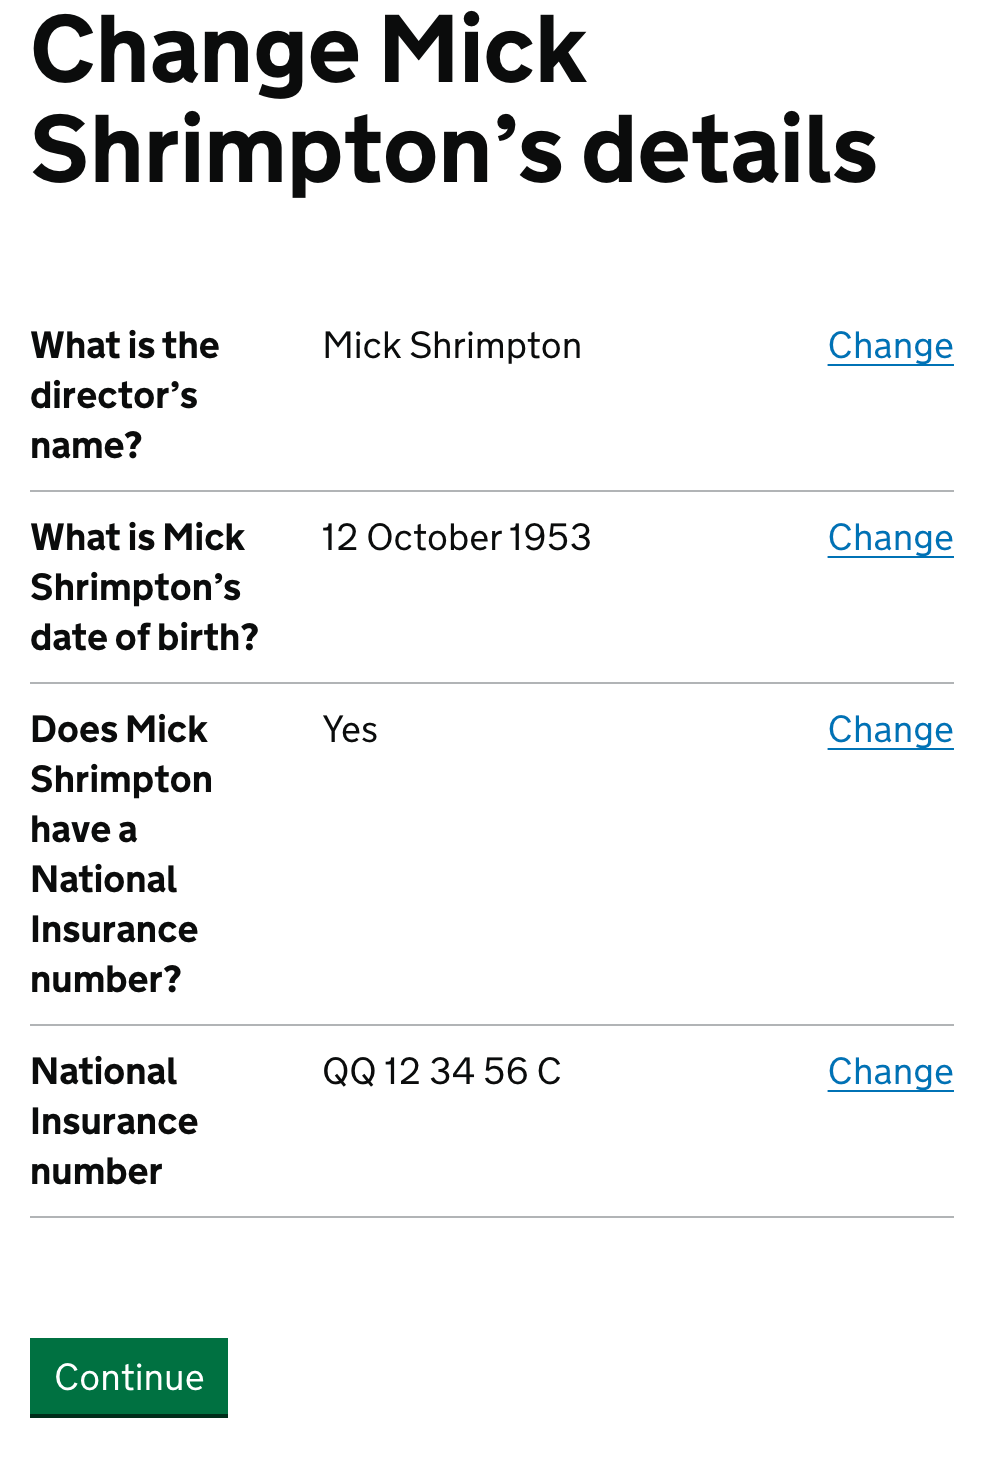 Change Mick
Shrimpton’s details
What is the
director’s
name?
Mick Shrimpton
Change
What is Mick
Shrimpton’s
date of birth?
12 October 1953
Change
Does Mick
Shrimpton
have a
National
Insurance
number?
Yes
Change
National
Insurance
number
QQ 12 34 56 C
Change
Continue